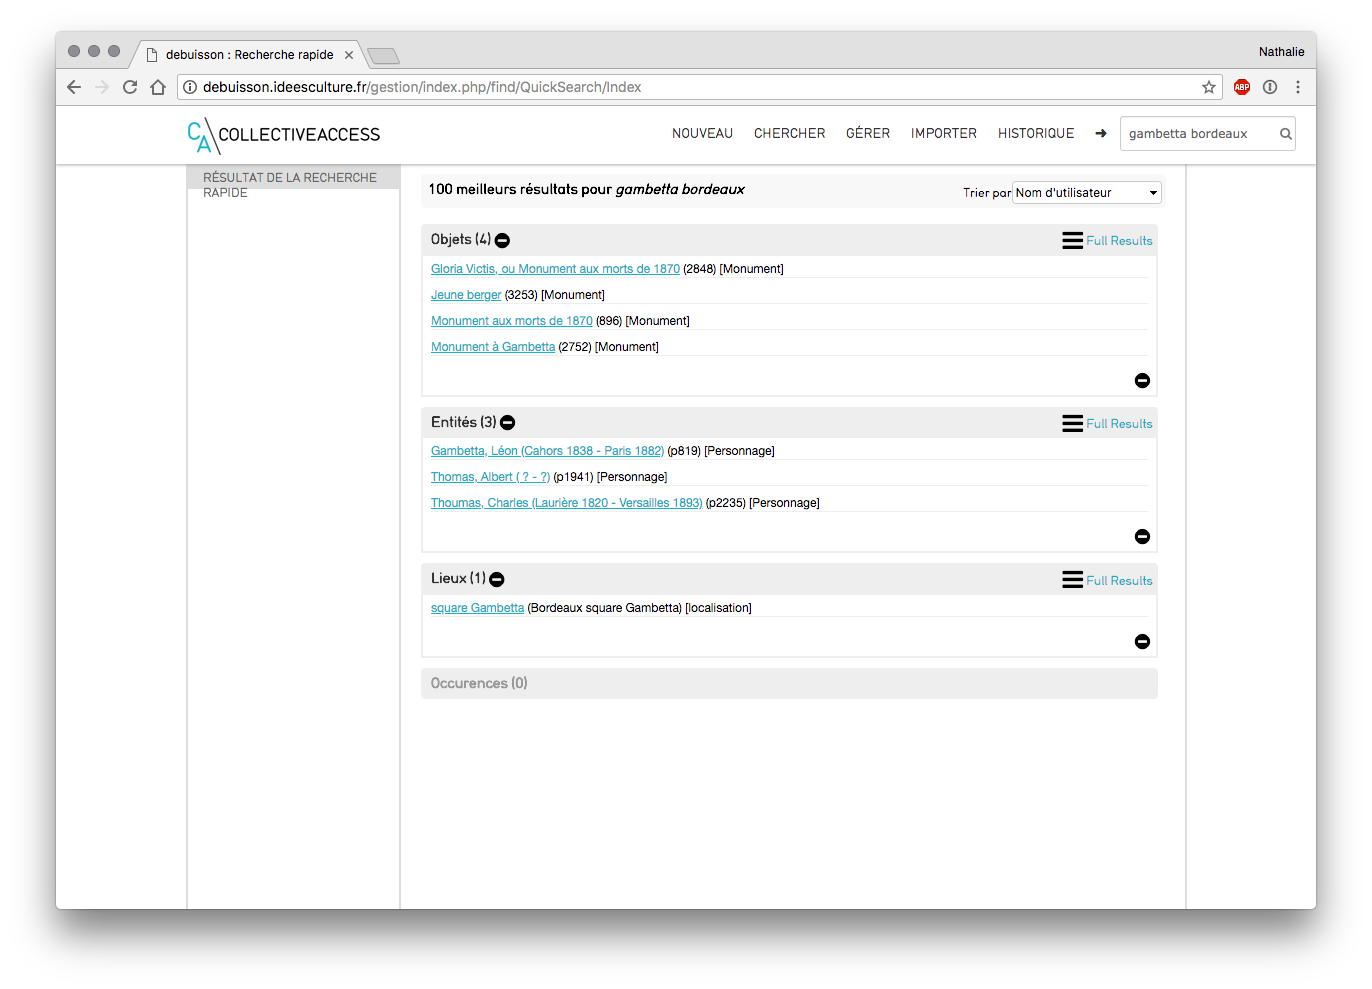 debuisson : Recherche rapide
Nathalie
debuisson.ideesculture.fr/gestion/index.php/find/QuickSearch/Index
ABP
CA COLLECTIVEACCESS
NOUVEAU CHERCHER GÉRER IMPORTER HISTORIQUE
gambetta bordeaux
RÉSULTAT DE LA RECHERCHE
RAPIDE
100 meilleurs résultats pour gambetta bordeaux
Trier par Nom d'utilisateur
Objets (4) Full Results
Gloria Victis, ou Monument aux morts de 1870 (2848) [Monument]
Jeune berger (3253) [Monument]
Monument aux morts de 1870 (896) [Monument]
Monument à Gambetta (2752) [Monument]
Entités (3) Full Results
Gambetta, Léon (Cahors 1838 - Paris 1882) (p819) [Personnage]
Thomas, Albert ( ? - ?) (p1941) [Personnage]
Thoumas, Charles (Laurière 1820 - Versailles 1893) (p2235) [Personnage]
Lieux (1) Full Results
square Gambetta (Bordeaux square Gambetta) [localisation]
Occurences (0)